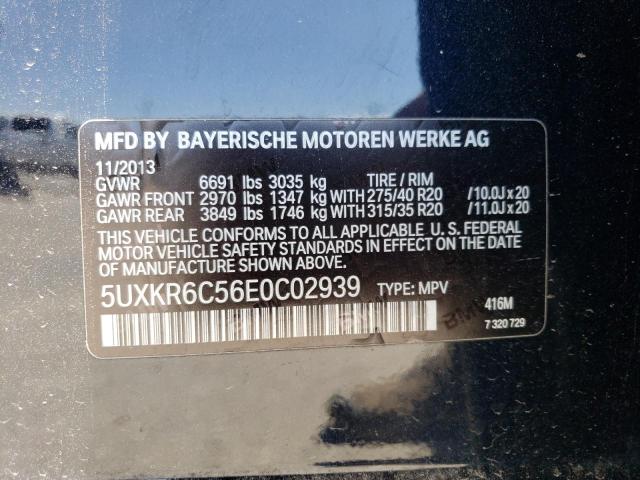 MFD BY BAYERISCHE MOTOREN WERKE AG
11/2013
GVWR 6691 lbs 3035 kg TIRE / RIM
GAWR FRONT 2970 lbs 1347 kg WITH 275/40 R20 /10.0J x 20
GAWR REAR 3849 lbs 1746 kg WITH 315/35 R20 /11.0J x 20
THIS VEHICLE CONFORMS TO ALL APPLICABLE U. S. FEDERAL
MOTOR VEHICLE SAFETY STANDARDS IN EFFECT ON THE DATE
OF MANUFACTURE SHOWN ABOVE.
5UXKR6C56E0C02939 TYPE: MPV
416M
7 320 729